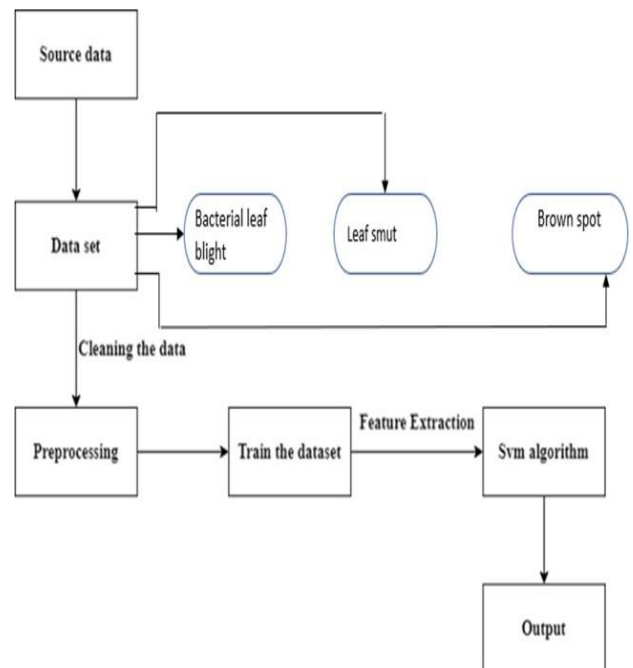 Source data
Data set
Bacterial leaf
blight
Leaf smut
Brown spot
Cleaning the data
Preprocessing
Train the dataset
Feature Extraction
Svm algorithm
Output